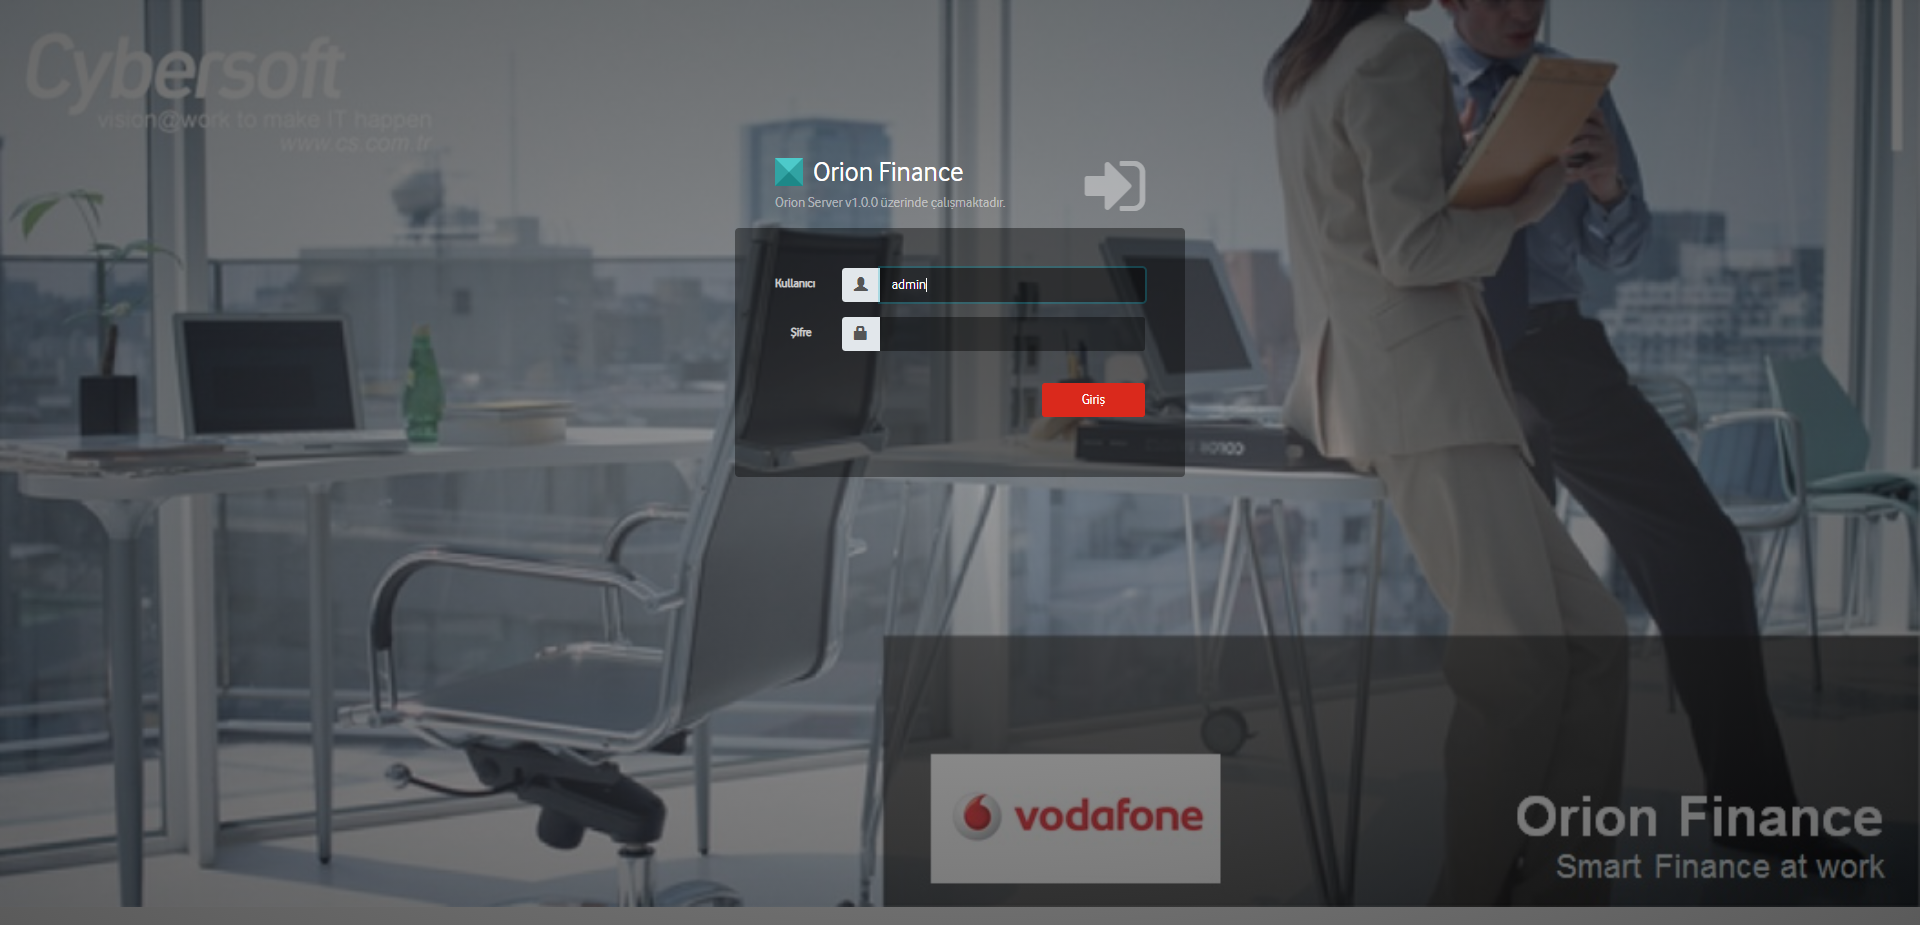 Cybersoft
vision@work to make IT happen
www.cs.com.tr
Orion Finance
Orion Server v1.0.0 üzerinde çalışmaktadır.
Kullanıcı
admin
Şifre
Giriş
vodafone
Orion Finance
Smart Finance at work